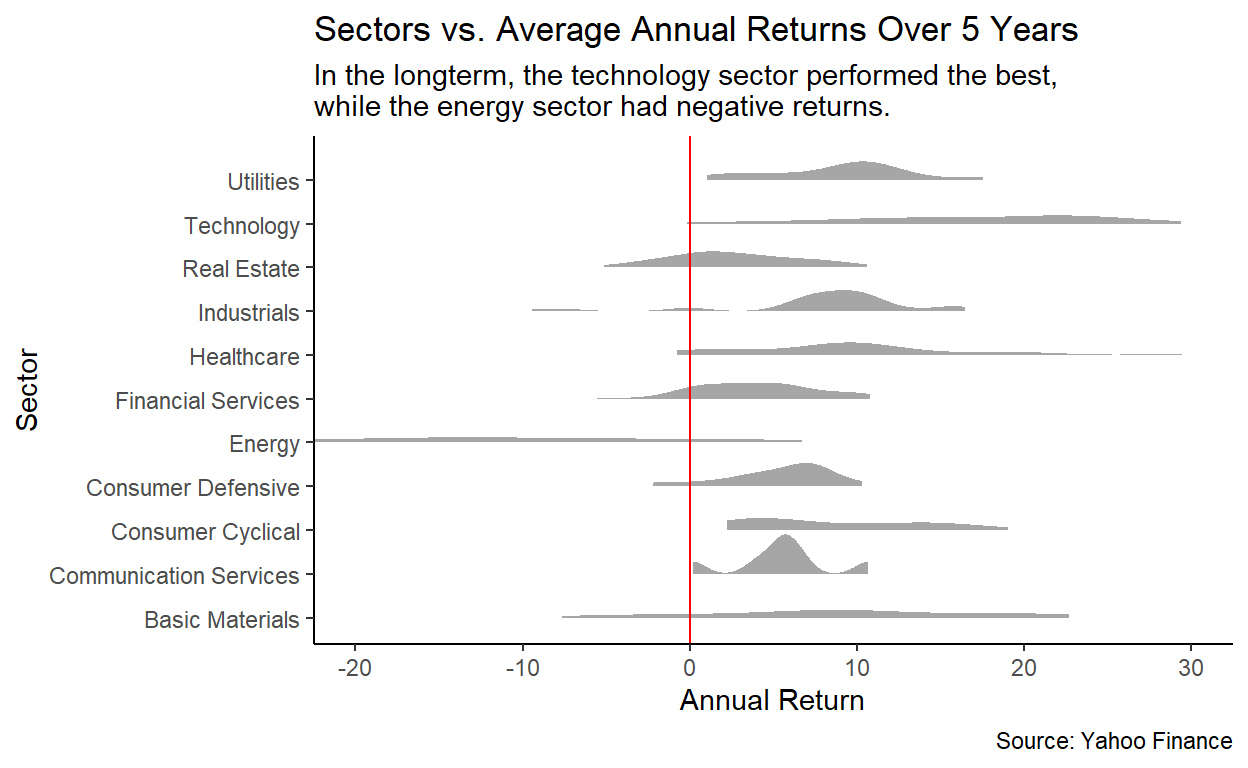 Sectors vs. Average Annual Returns Over 5 Years
In the longterm, the technology sector performed the best,
while the energy sector had negative returns.
Sector
Utilities
Technology
Real Estate
Industrials
Healthcare
Financial Services
Energy
Consumer Defensive
Consumer Cyclical
Communication Services
Basic Materials
-20 -10 0 10 20 30
Annual Return
Source: Yahoo Finance